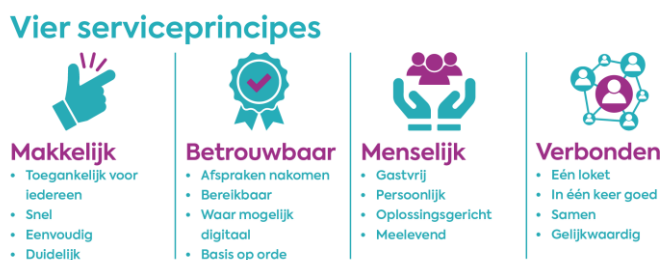 Vier serviceprincipes
Makkelijk
• Toegankelijk voor
iedereen
• Snel
• Eenvoudig
• Duidelijk
Betrouwbaar
• Afspraken nakomen
• Bereikbaar
• Waar mogelijk
digitaal
• Basis op orde
Menselijk
• Gastvrij
• Persoonlijk
• Oplossingsgericht
• Meelevend
Verbonden
• Eén loket
• In één keer goed
• Samen
• Gelijkwaardig